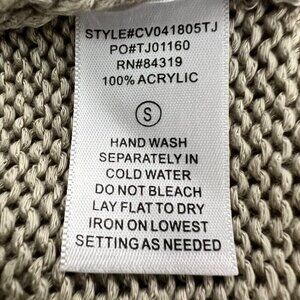 STYLE#CV041805TJ
PO#TJ01160
RN#84319
100% ACRYLIC
S
HAND WASH
SEPARATELY IN
COLD WATER
DO NOT BLEACH
LAY FLAT TO DRY
IRON ON LOWEST
SETTING AS NEEDED